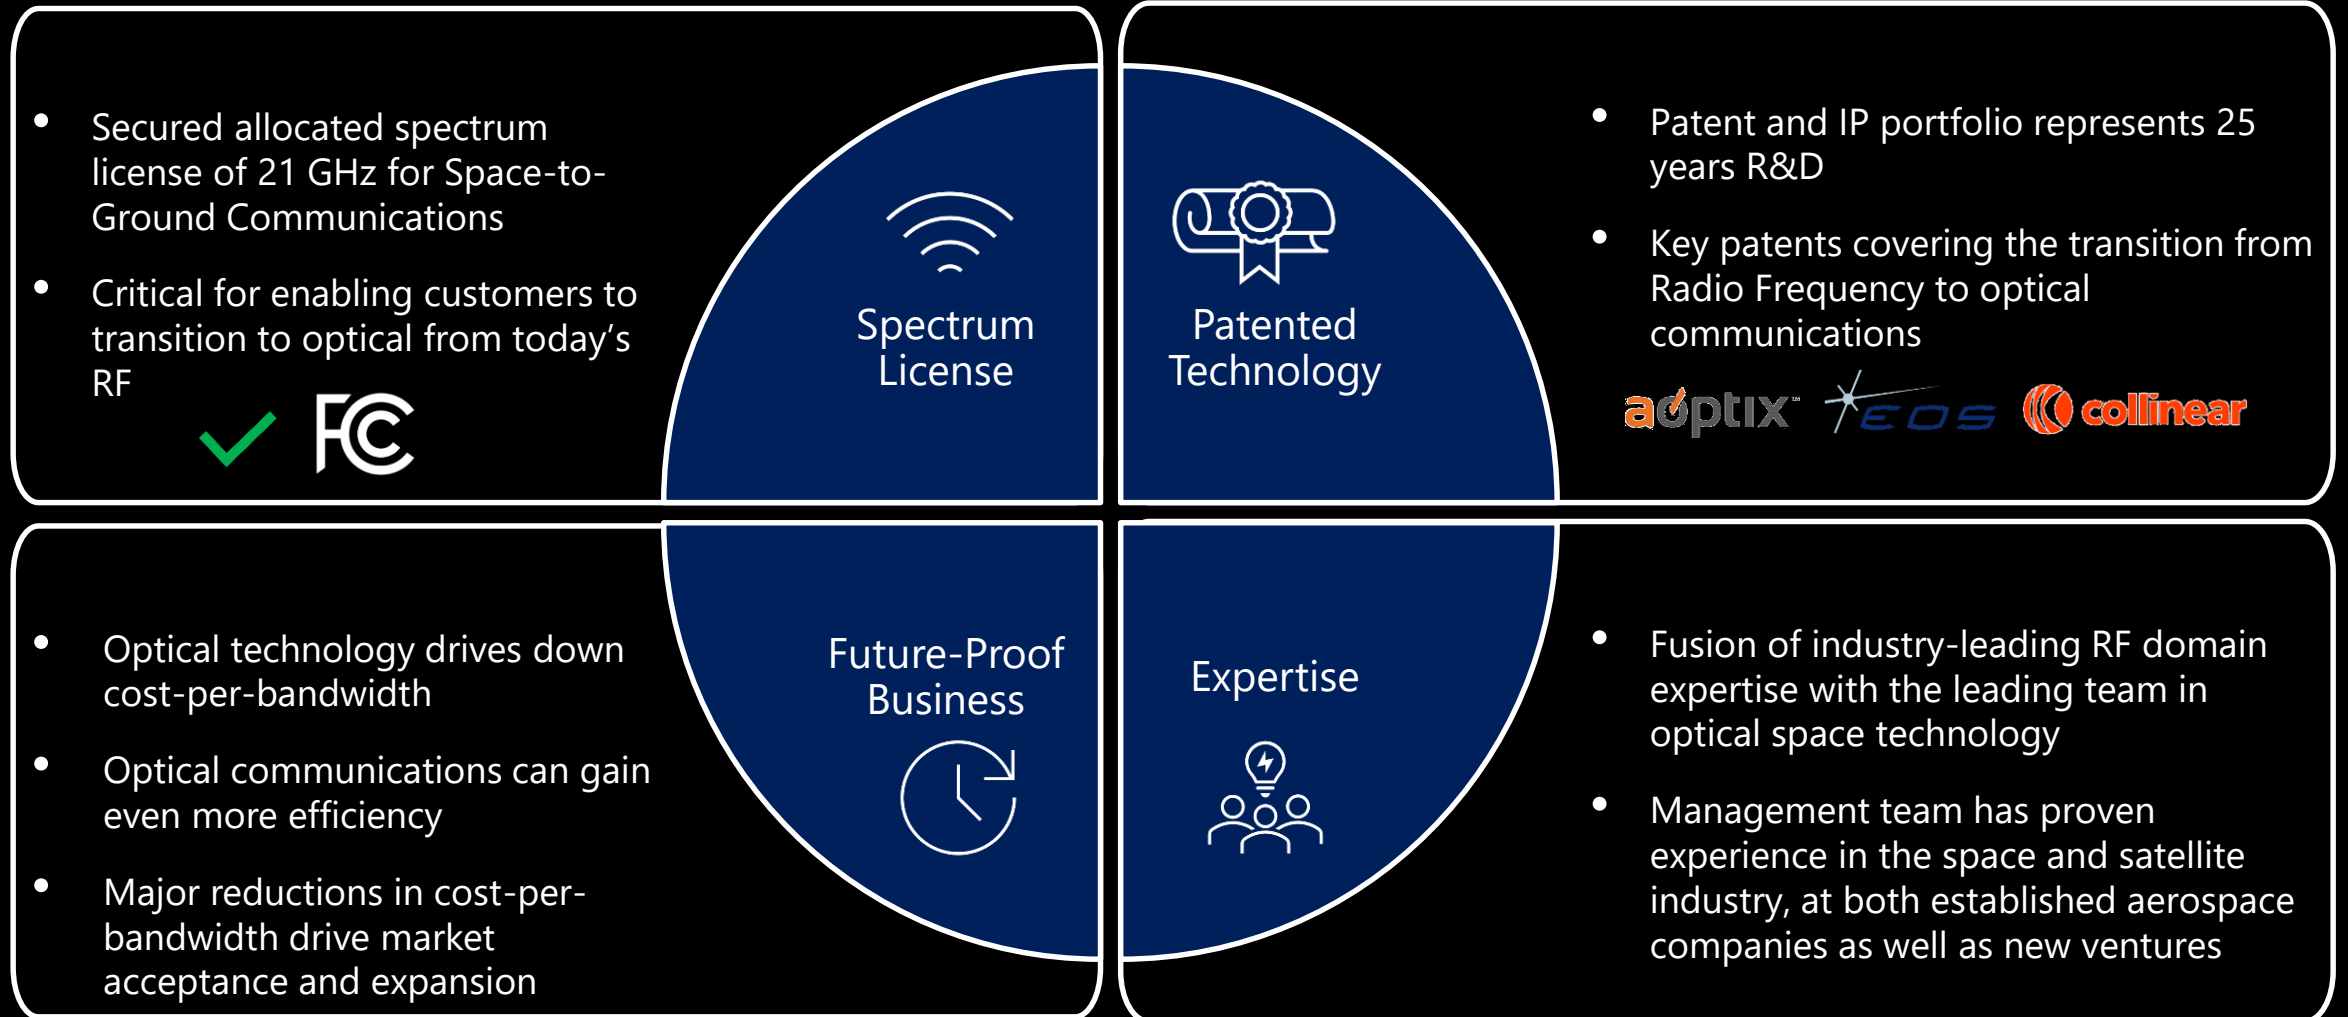 • Secured allocated spectrum
license of 21 GHz for Space-to-
Ground Communications
• Critical for enabling customers to
transition to optical from today’s
RF
FCC
Spectrum
License
Patented
Technology
• Patent and IP portfolio represents 25
years R&D
• Key patents covering the transition from
Radio Frequency to optical
communications
aoptix™
EOS
collinear
• Optical technology drives down
cost-per-bandwidth
• Optical communications can gain
even more efficiency
• Major reductions in cost-per-
bandwidth drive market
acceptance and expansion
Future-Proof
Business
Expertise
• Fusion of industry-leading RF domain
expertise with the leading team in
optical space technology
• Management team has proven
experience in the space and satellite
industry, at both established aerospace
companies as well as new ventures